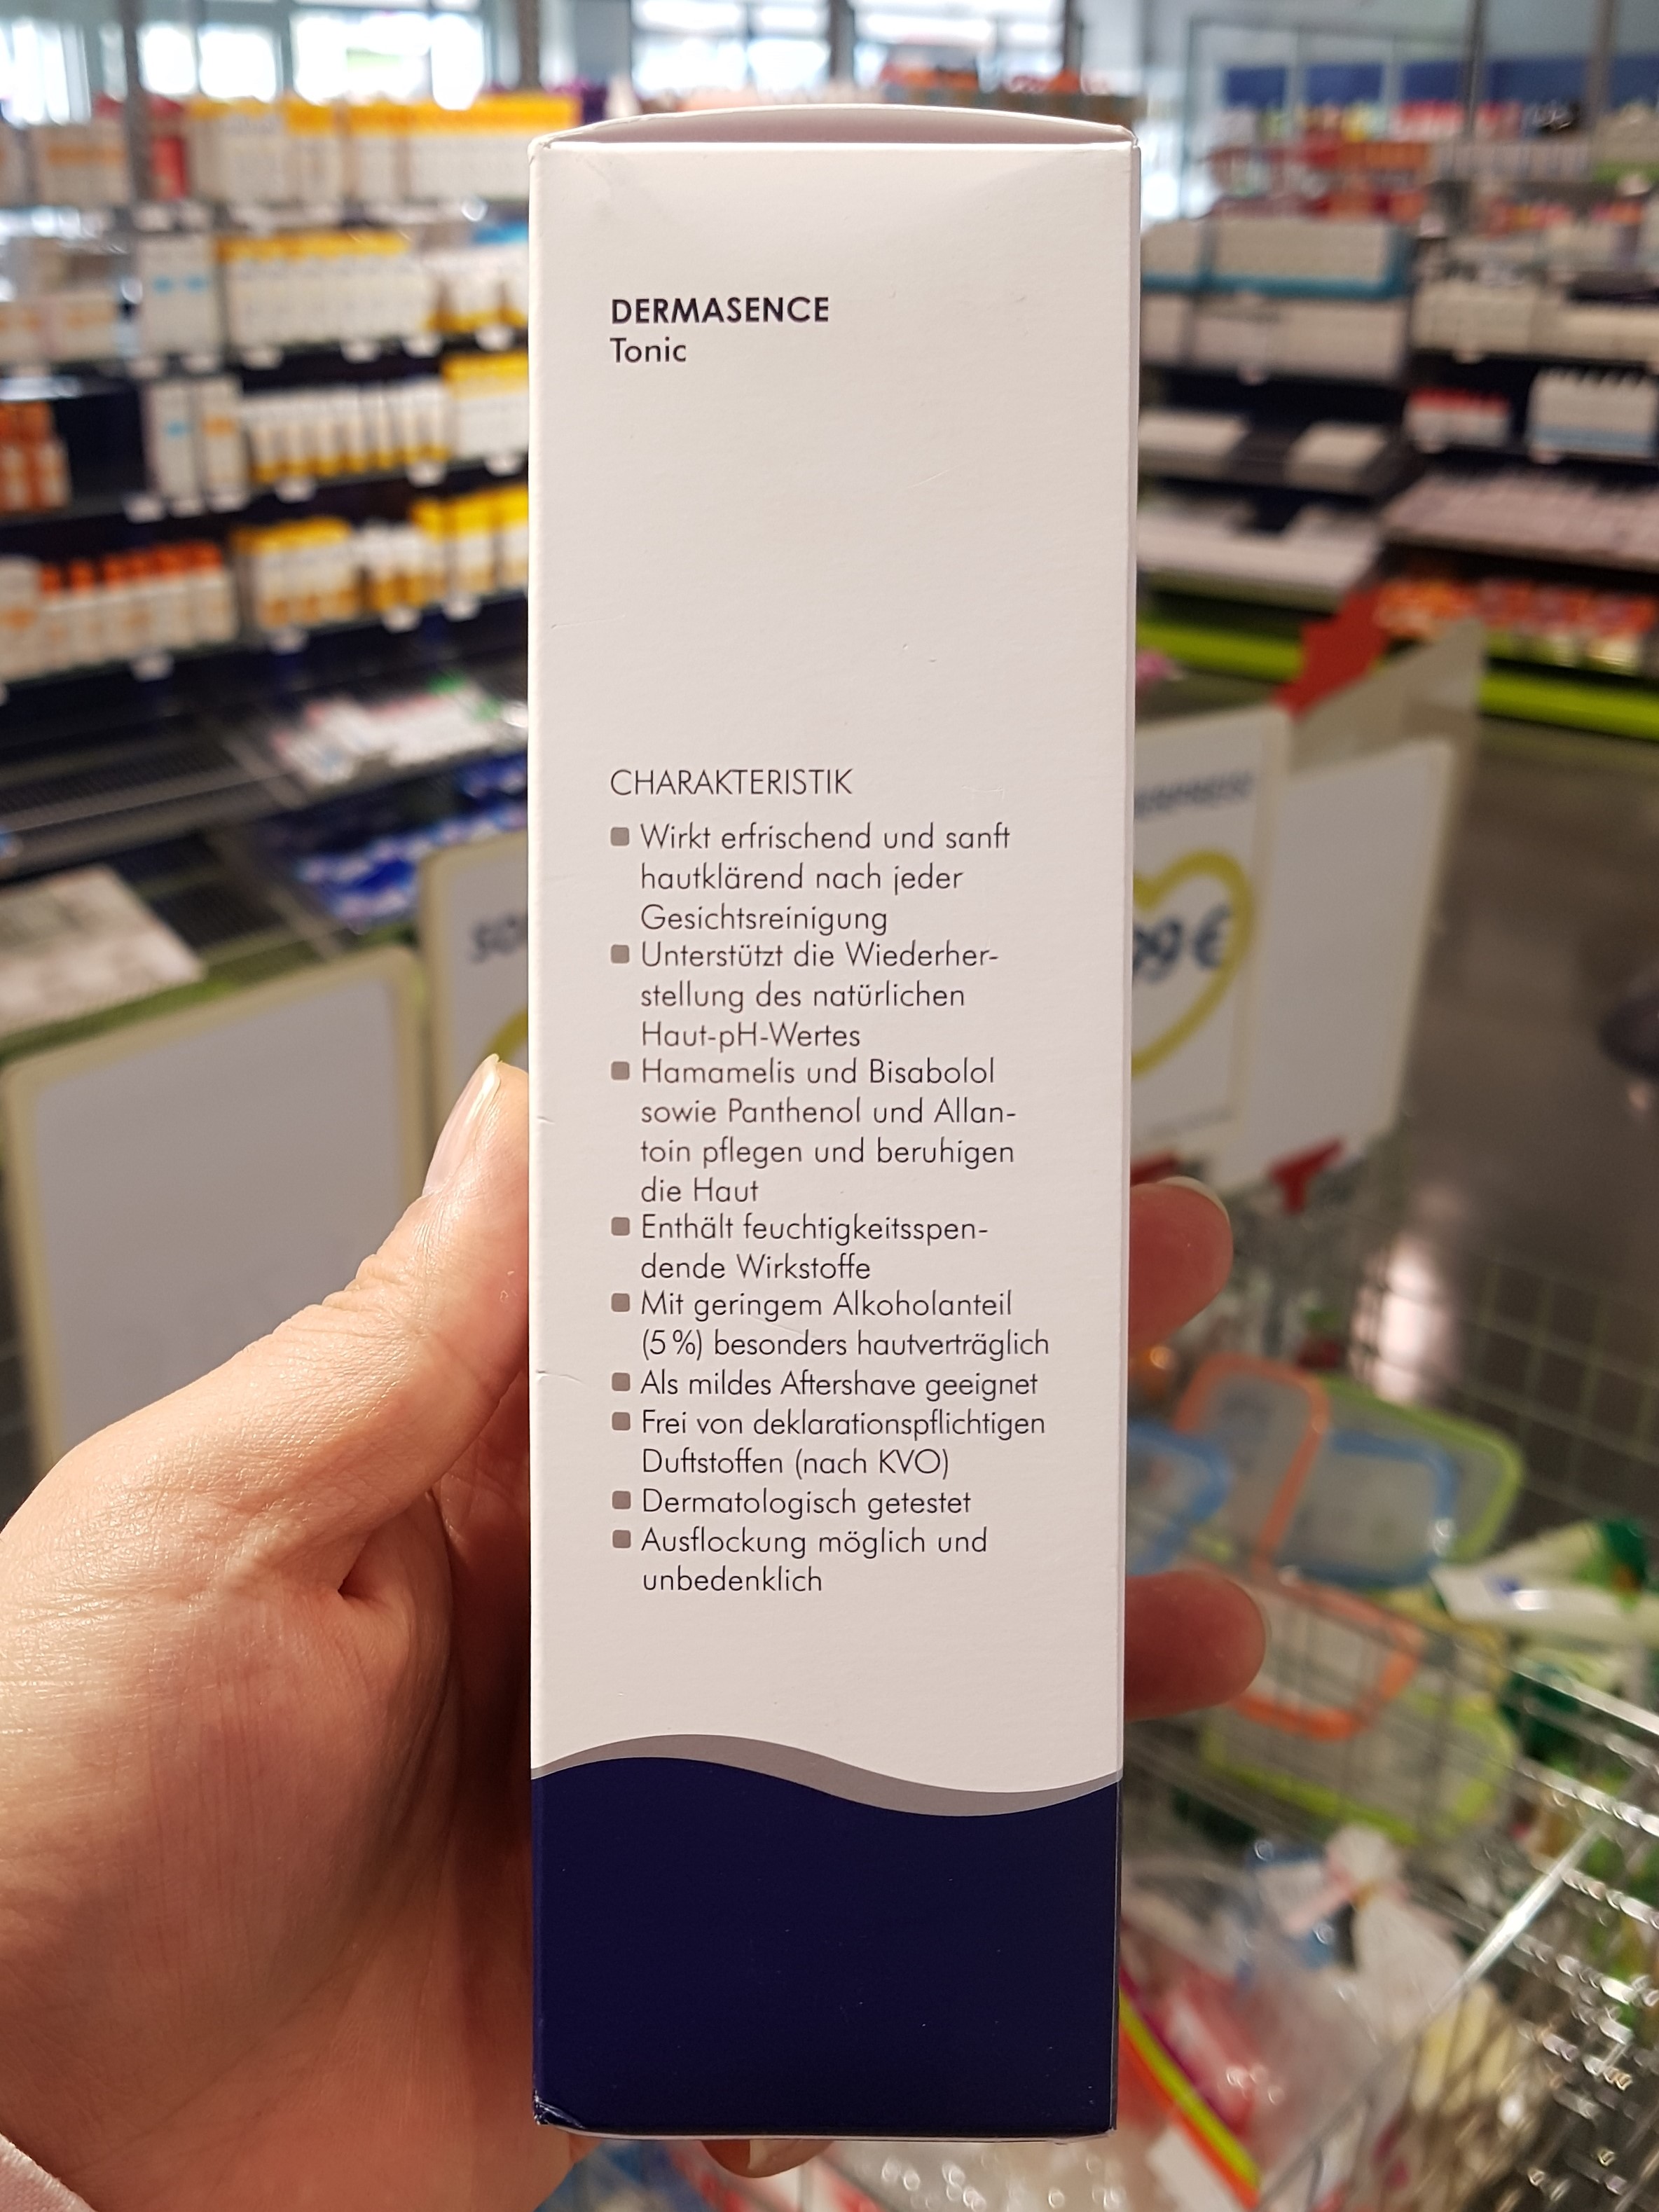 DERMASENCE
Tonic
CHARAKTERISTIK
Wirkt erfrischend und sanft
hautklärend nach jeder
Gesichtsreinigung
Unterstützt die Wiederher-
stellung des natürlichen
Haut-pH-Wertes
Hamamelis und Bisabolol
sowie Panthenol und Allan-
toin pflegen und beruhigen
die Haut
Enthält feuchtigkeitsspen-
dende Wirkstoffe
Mit geringem Alkoholanteil
(5 %) besonders hautverträglich
Als mildes Aftershave geeignet
Frei von deklarationspflichtigen
Duftstoffen (nach KVO)
Dermatologisch getestet
Ausflockung möglich und
unbedenklich
99 €